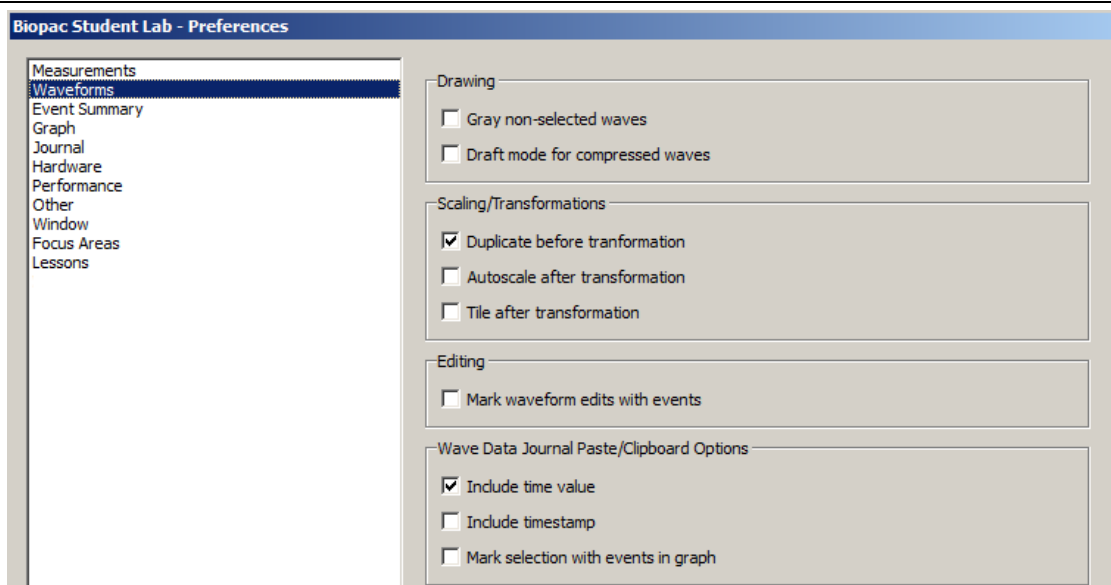 Biopac Student Lab - Preferences
Measurements
Waveforms
Event Summary
Graph
Journal
Hardware
Performance
Other
Window
Focus Areas
Lessons
Drawing
Gray non-selected waves
Draft mode for compressed waves
Scaling/Transformations
Duplicate before tranformation
Autoscale after transformation
Tile after transformation
Editing
Mark waveform edits with events
Wave Data Journal Paste/Clipboard Options
Include time value
Include timestamp
Mark selection with events in graph